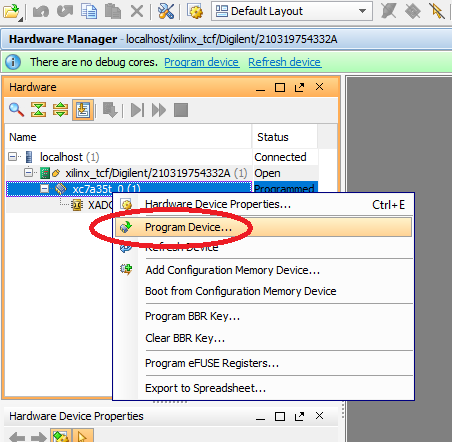 Default Layout
Hardware Manager - localhost/xilinx_tcf/Digilent/210319754332A
There are no debug cores. Program device Refresh device
Hardware
Name Status
localhost (1) Connected
xilinx_tcf/Digilent/210319754332A (1) Open
xc7a35t_0 (1) Programmed
XADC
Hardware Device Properties... Ctrl+E
Program Device...
Refresh Device
Add Configuration Memory Device...
Boot from Configuration Memory Device
Program BBR Key...
Clear BBR Key...
Program eFUSE Registers...
Export to Spreadsheet...
Hardware Device Properties